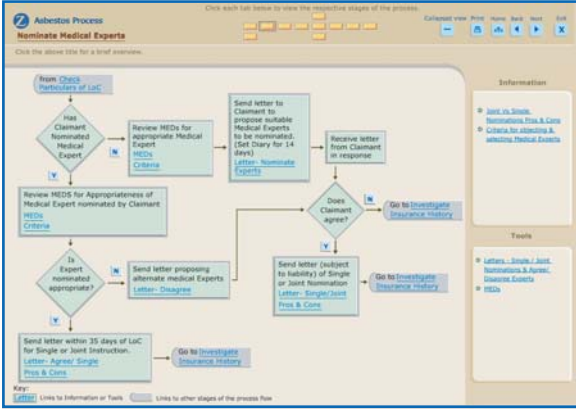 Asbestos Process
Click each tab below to view the respective stages of the process.
Nominate Medical Experts
Collapsed view
Print
Home
Back
Next
Exit
Click the above title for a brief overview.
from Check
Particulars of LoC
Has
Claimant
Nominated
Medical
Expert
N
Y
Review MEDs for
appropriate Medical
Expert
MEDs
Criteria
Send letter to
Claimant to
propose suitable
Medical Experts
to be nominated.
(Set Diary for 14
days)
Letter- Nominate
Experts
Receive letter
from Claimant
in response
Review MEDS for Appropriateness of
Medical Expert nominated by Claimant
MEDs
Criteria
Does
Claimant
agree?
N
Y
Go to Investigate
Insurance History
Is
Expert
nominated
appropriate?
N
Y
Send letter proposing
alternate medical Experts
Letter- Disagree
Send letter (subject
to liability) of Single
or Joint Nomination
Letter- Single/Joint
Pros & Cons
Go to Investigate
Insurance History
Send letter within 35 days of LoC
for Single or Joint Instruction.
Letter- Agree/ Single
Pros & Cons
Go to Investigate
Insurance History
Key:
Letter Links to Information or Tools
Links to other stages of the process flow
Information
Joint vs Single
Nominations Pros & Cons
Criteria for objecting &
selecting Medical Experts
Tools
Letters - Single / Joint
Nominations & Agree/
Disagree Experts
MEDs